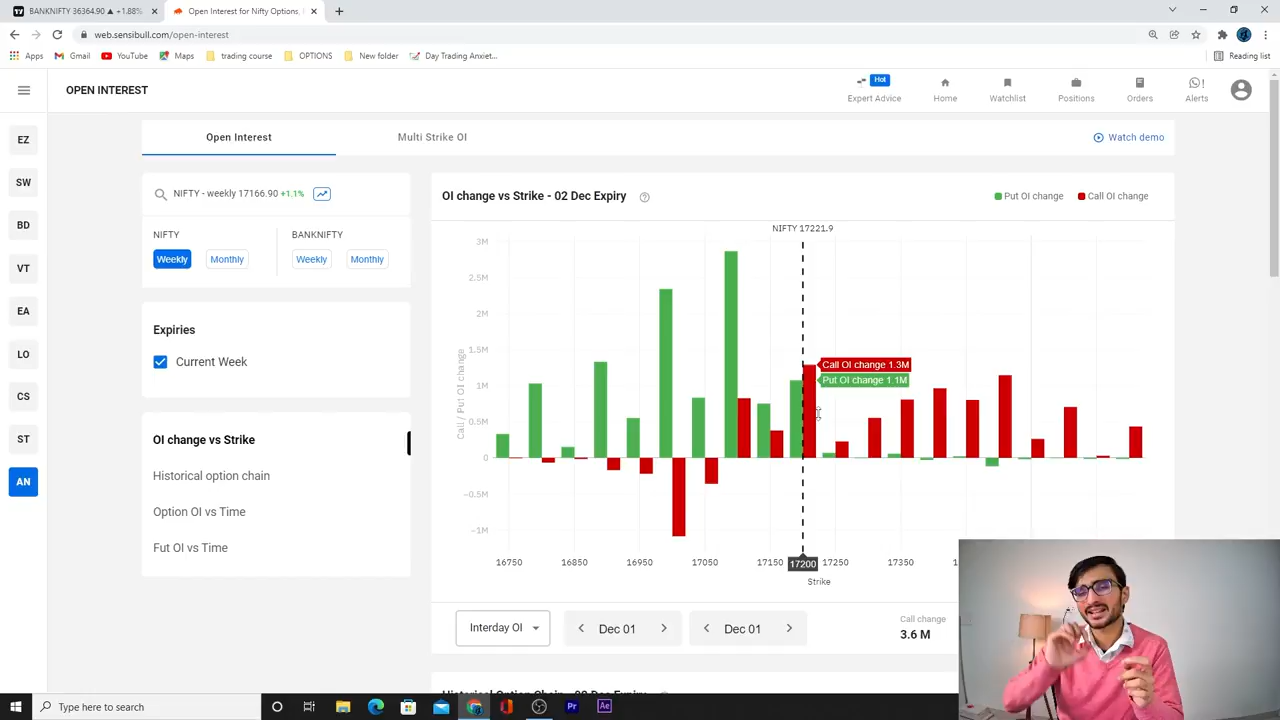 BANKNIFTY 36364.90 ▲ +1.88%
Open Interest for Nifty Options,
web.sensibull.com/open-interest
Apps Gmail YouTube Maps trading course OPTIONS New folder Day Trading Anxiet... Reading list
OPEN INTEREST
Hot
Expert Advice Home Watchlist Positions Orders Alerts
EZ
SW
BD
VT
EA
LO
CS
ST
AN
Open Interest Multi Strike OI Watch demo
NIFTY - weekly 17166.90 +1.1%
NIFTY BANKNIFTY
Weekly Monthly Weekly Monthly
Expiries
Current Week
OI change vs Strike
Historical option chain
Option OI vs Time
Fut OI vs Time
OI change vs Strike - 02 Dec Expiry
Put OI change Call OI change
NIFTY 17221.9
3M
2.5M
2M
1.5M
1M
0.5M
0
-0.5M
-1M
Call / Put OI change
Call OI change 1.3M
Put OI change 1.1M
16750 16850 16950 17050 17150 17200 17250 17350
Strike
Interday OI Dec 01 Dec 01
Call change
3.6 M
Type here to search